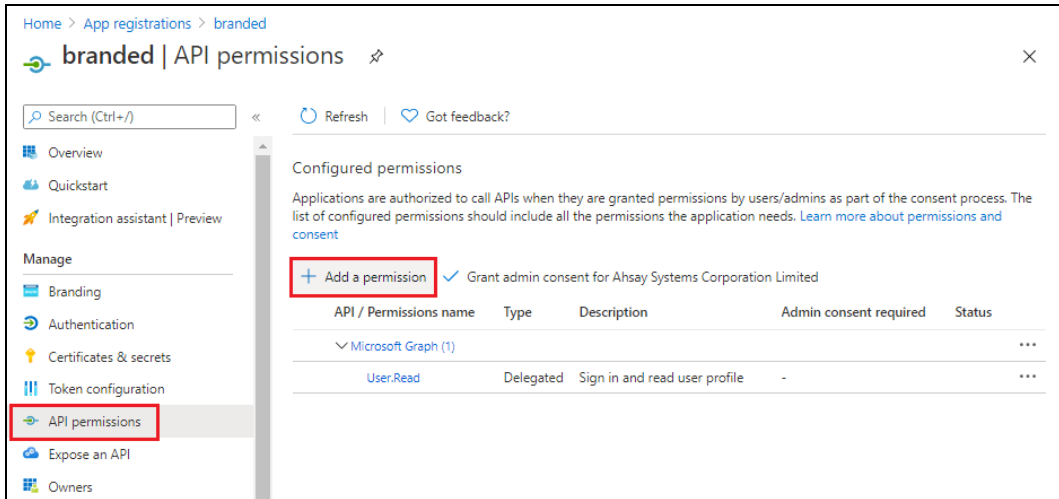 Home > App registrations > branded
branded | API permissions
Search (Ctrl+/)
«
Overview
Quickstart
Integration assistant | Preview
Manage
Branding
Authentication
Certificates & secrets
Token configuration
API permissions
Expose an API
Owners
Refresh
Got feedback?
Configured permissions
Applications are authorized to call APIs when they are granted permissions by users/admins as part of the consent process. The
list of configured permissions should include all the permissions the application needs. Learn more about permissions and
consent
Add a permission Grant admin consent for Ahsay Systems Corporation Limited
API / Permissions name Type Description Admin consent required Status
Microsoft Graph (1) ...
User.Read Delegated Sign in and read user profile - ...